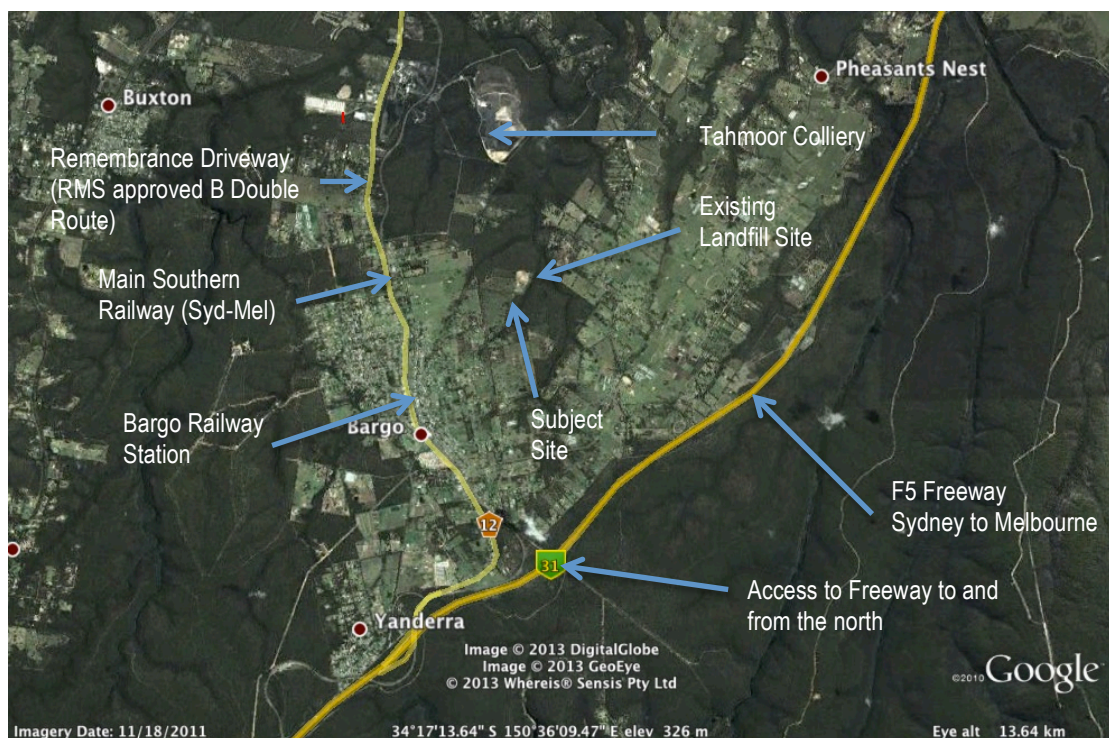 Buxton
Pheasants Nest
Tahmoor Colliery
Remembrance Driveway
(RMS approved B Double
Route)
Existing
Landfill Site
Main Southern
Railway (Syd-Mel)
Bargo Railway
Station
Bargo
Subject
Site
F5 Freeway
Sydney to Melbourne
12
31
Access to Freeway to and
from the north
Yanderra
Image © 2013 DigitalGlobe
Image © 2013 GeoEye
© 2013 Whereis® Sensis Pty Ltd
©2010 Google
Imagery Date: 11/18/2011
34°17'13.64" S 150°36'09.47" E elev 326 m
Eye alt 13.64 km